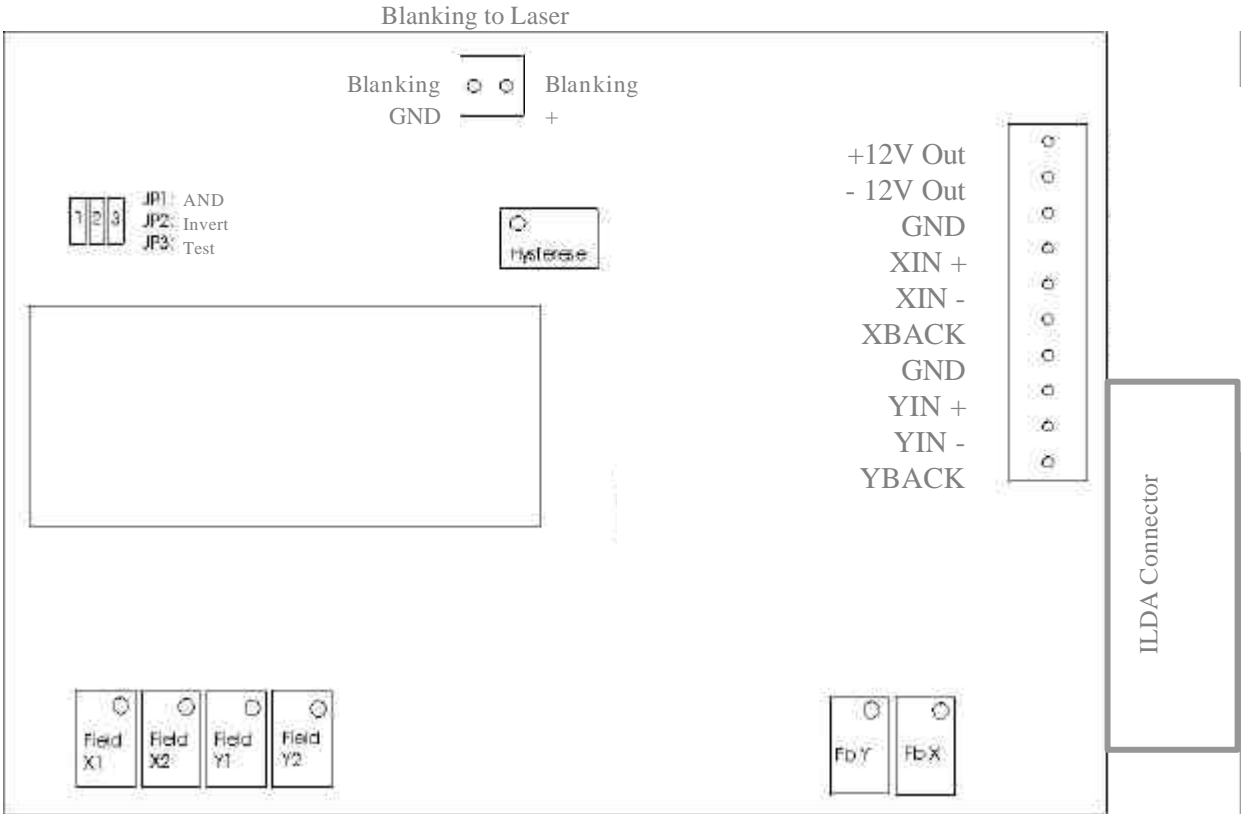 Blanking to Laser
Blanking Blanking
GND +
+12V Out
- 12V Out
GND
XIN +
XIN -
XBACK
GND
YIN +
YIN -
YBACK
1 2 3
JP1: AND
JP2: Invert
JP3: Test
Hysterese
ILDA Connector
Field X1
Field X2
Field Y1
Field Y2
Fb Y
Fb X